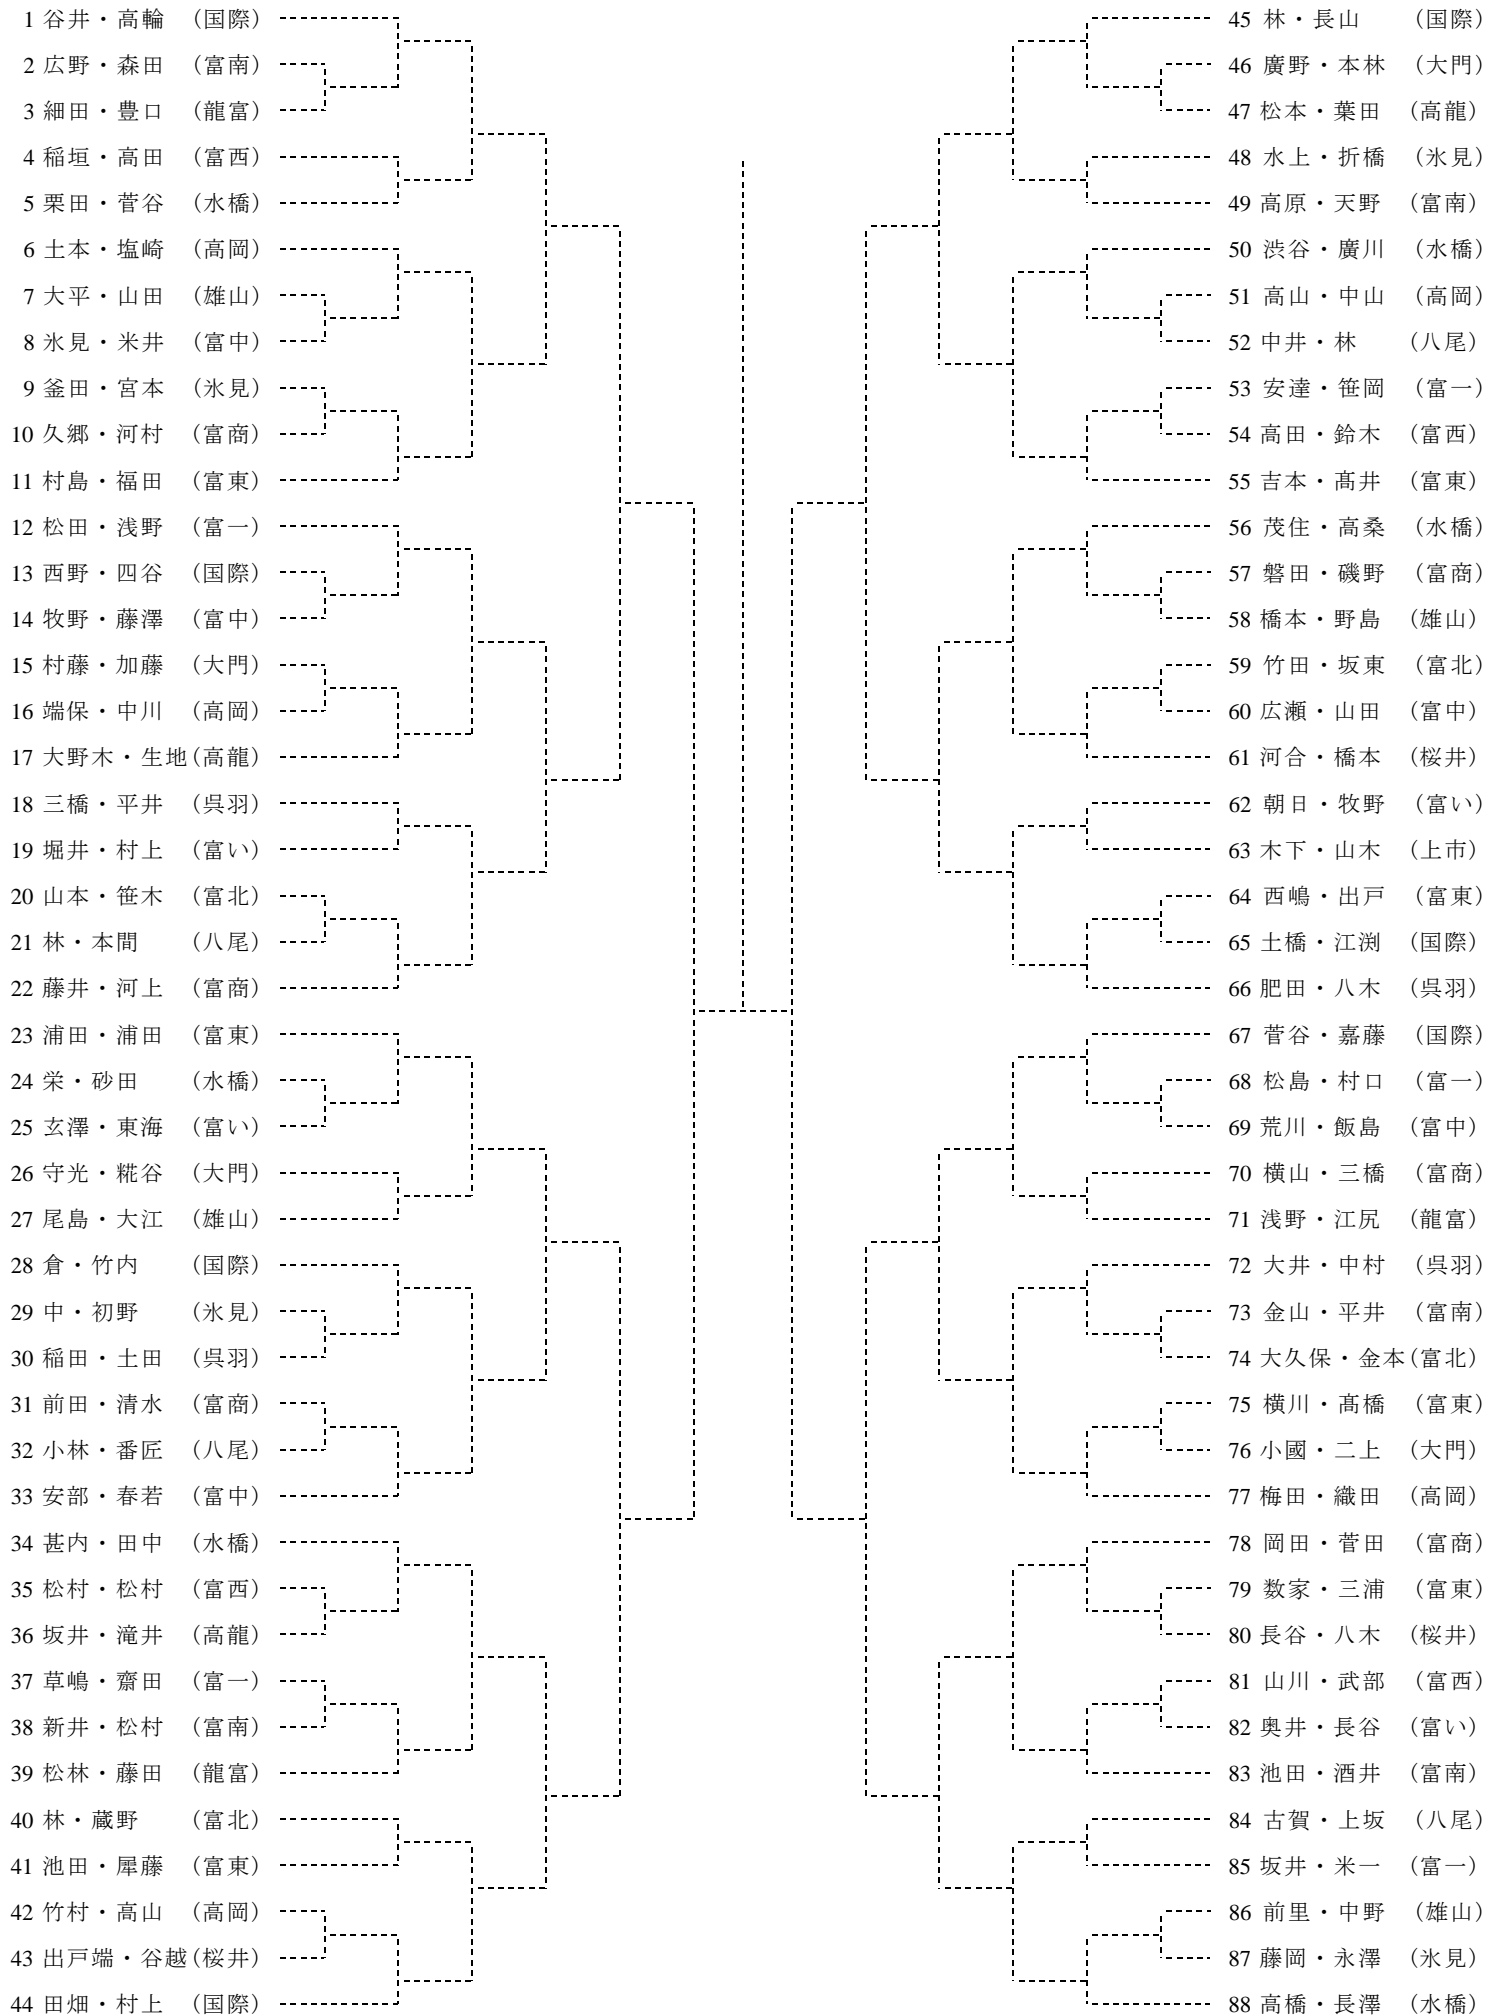 1 谷井・高輪 （国際）
2 広野・森田 （富南）
3 細田・豊口 （龍富）
4 稲垣・高田 （富西）
5 栗田・菅谷 （水橋）
6 土本・塩崎 （高岡）
7 大平・山田 （雄山）
8 氷見・米井 （富中）
9 釜田・宮本 （氷見）
10 久郷・河村 （富商）
11 村島・福田 （富東）
12 松田・浅野 （富一）
13 西野・四谷 （国際）
14 牧野・藤澤 （富中）
15 村藤・加藤 （大門）
16 端保・中川 （高岡）
17 大野木・生地(高龍）
18 三橋・平井 （呉羽）
19 堀井・村上 （富い）
20 山本・笹木 （富北）
21 林・本間 （八尾）
22 藤井・河上 （富商）
23 浦田・浦田 （富東）
24 栄・砂田 （水橋）
25 玄澤・東海 （富い）
26 守光・糀谷 （大門）
27 尾島・大江 （雄山）
28 倉・竹内 （国際）
29 中・初野 （氷見）
30 稲田・土田 （呉羽）
31 前田・清水 （富商）
32 小林・番匠 （八尾）
33 安部・春若 （富中）
34 甚内・田中 （水橋）
35 松村・松村 （富西）
36 坂井・滝井 （高龍）
37 草嶋・齋田 （富一）
38 新井・松村 （富南）
39 松林・藤田 （龍富）
40 林・蔵野 （富北）
41 池田・犀藤 （富東）
42 竹村・高山 （高岡）
43 出戸端・谷越(桜井）
44 田畑・村上 （国際）
45 林・長山 （国際）
46 廣野・本林 （大門）
47 松本・葉田 （高龍）
48 水上・折橋 （氷見）
49 高原・天野 （富南）
50 渋谷・廣川 （水橋）
51 高山・中山 （高岡）
52 中井・林 （八尾）
53 安達・笹岡 （富一）
54 高田・鈴木 （富西）
55 吉本・髙井 （富東）
56 茂住・高桑 （水橋）
57 磐田・磯野 （富商）
58 橋本・野島 （雄山）
59 竹田・坂東 （富北）
60 広瀬・山田 （富中）
61 河合・橋本 （桜井）
62 朝日・牧野 （富い）
63 木下・山木 （上市）
64 西嶋・出戸 （富東）
65 土橋・江渕 （国際）
66 肥田・八木 （呉羽）
67 菅谷・嘉藤 （国際）
68 松島・村口 （富一）
69 荒川・飯島 （富中）
70 横山・三橋 （富商）
71 浅野・江尻 （龍富）
72 大井・中村 （呉羽）
73 金山・平井 （富南）
74 大久保・金本(富北）
75 横川・髙橋 （富東）
76 小國・二上 （大門）
77 梅田・織田 （高岡）
78 岡田・菅田 （富商）
79 数家・三浦 （富東）
80 長谷・八木 （桜井）
81 山川・武部 （富西）
82 奥井・長谷 （富い）
83 池田・酒井 （富南）
84 古賀・上坂 （八尾）
85 坂井・米一 （富一）
86 前里・中野 （雄山）
87 藤岡・永澤 （氷見）
88 高橋・長澤 （水橋）